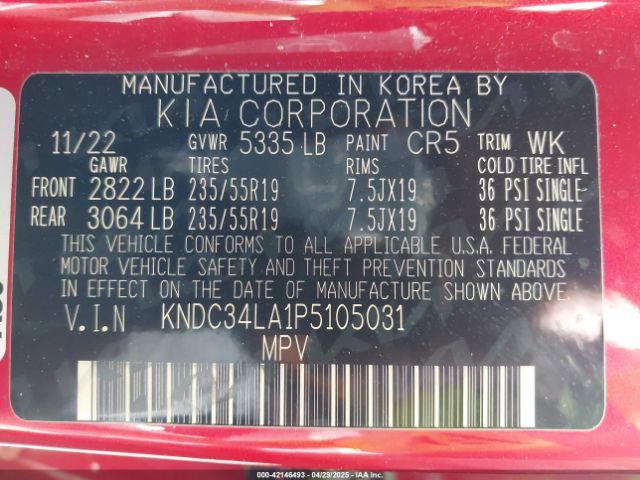 MANUFACTURED IN KOREA BY
KIA CORPORATION
11/22 GVWR 5335 LB PAINT CR5 TRIM WK
GAWR TIRES RIMS COLD TIRE INFL
FRONT 2822 LB 235/55R19 7.5JX19 36 PSI SINGLE
REAR 3064 LB 235/55R19 7.5JX19 36 PSI SINGLE
THIS VEHICLE CONFORMS TO ALL APPLICABLE U.S.A. FEDERAL
MOTOR VEHICLE SAFETY AND THEFT PREVENTION STANDARDS
IN EFFECT ON THE DATE OF MANUFACTURE SHOWN ABOVE.
V.I.N KNDC34LA1P5105031
MPV
000-42146493 04/29/2025 IAAI.COM